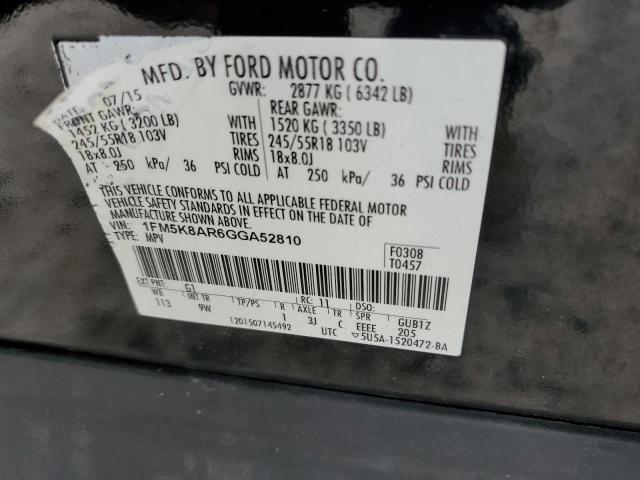 MFD. BY FORD MOTOR CO.
DATE: 07/15 GVWR: 2877 KG ( 6342 LB)
FRONT GAWR: REAR GAWR:
1452 KG ( 3200 LB) WITH 1520 KG ( 3350 LB) WITH
245/55R18 103V TIRES 245/55R18 103V TIRES
18x8.0J RIMS 18x8.0J RIMS
AT 250 kPa/ 36 PSI COLD AT 250 kPa/ 36 PSI COLD
THIS VEHICLE CONFORMS TO ALL APPLICABLE FEDERAL MOTOR
VEHICLE SAFETY STANDARDS IN EFFECT ON THE DATE OF
MANUFACTURE SHOWN ABOVE.
VIN: 1FM5K8AR6GGA52810
TYPE: MPV
F0308
T0457
EXT PNT: G1 RC: 11 DSO:
WB INT TR TP/PS R AXLE TR SPR GUB1Z
113 9W 1 3J C EEEE 205
1201507145492 UTC ▽5U5A-1520472-BA